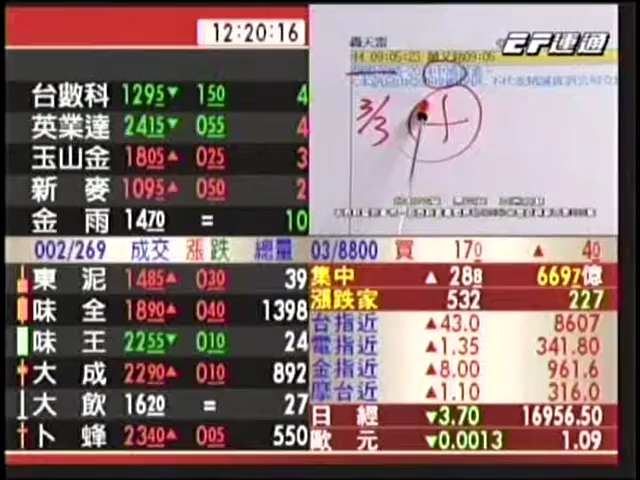 12:20:16
EF運通
轟天雷
3/3
十
台數科 1295▼ 150 4
英業達 2415▼ 055 4
玉山金 1805▲ 025 3
新麥 1095▲ 050 2
金雨 1470 = 10
002/269 成交 漲跌 總量
03/8800 買 170 ▲ 40
東泥 1485▲ 030 39
味全 1890▲ 040 1398
味王 2255▼ 010 24
大成 2290▲ 010 892
大飲 1620 = 27
卜蜂 2340▲ 005 550
集中 ▲ 288 6697億
漲跌家 532 227
台指近 ▲43.0 8607
電指近 ▲1.35 341.80
金指近 ▲8.00 961.6
摩台近 ▲1.10 316.0
日經 ▼3.70 16956.50
歐元 ▼0.0013 1.09